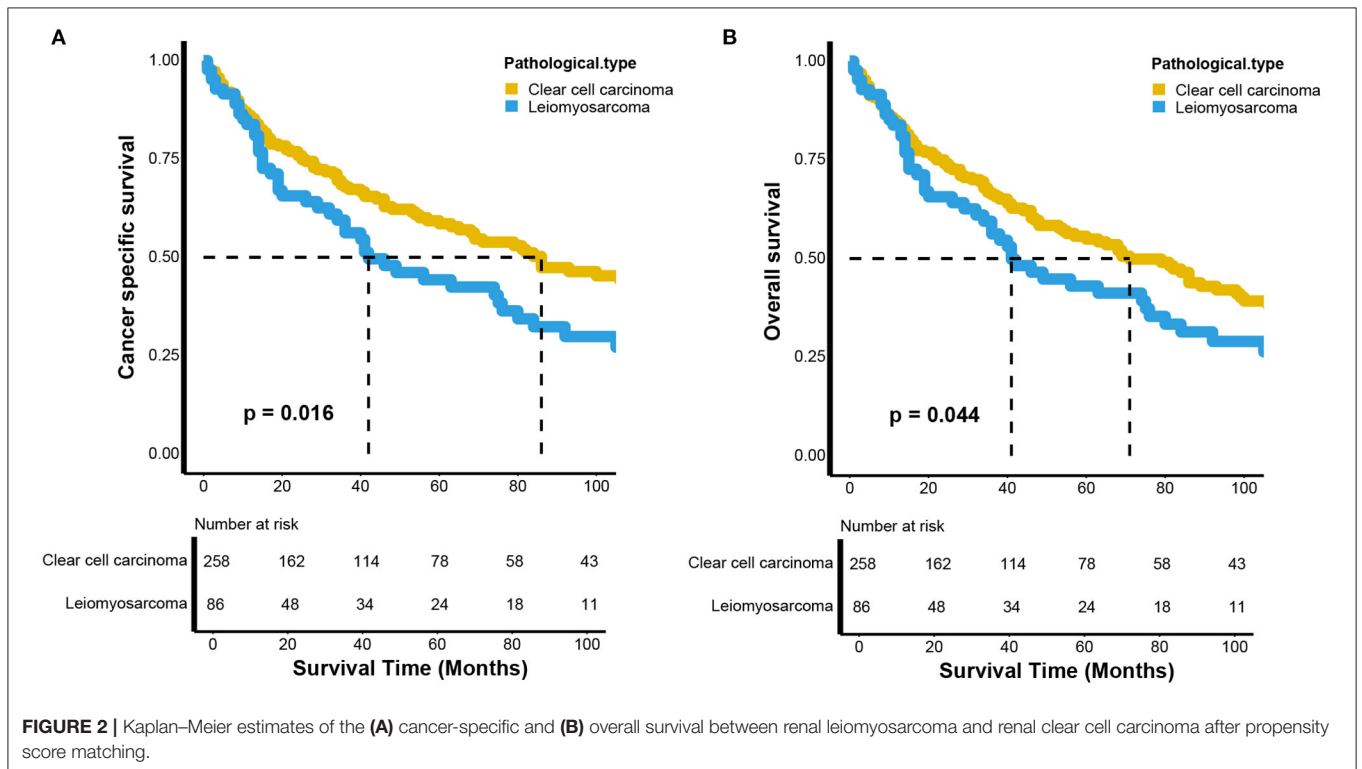 A
Pathological.type
Clear cell carcinoma
Leiomyosarcoma
Cancer specific survival
1.00
0.75
0.50
0.25
0.00
p = 0.016
0 20 40 60 80 100
Number at risk
Clear cell carcinoma 258 162 114 78 58 43
Leiomyosarcoma 86 48 34 24 18 11
0 20 40 60 80 100
Survival Time (Months)
B
Pathological.type
Clear cell carcinoma
Leiomyosarcoma
Overall survival
1.00
0.75
0.50
0.25
0.00
p = 0.044
0 20 40 60 80 100
Number at risk
Clear cell carcinoma 258 162 114 78 58 43
Leiomyosarcoma 86 48 34 24 18 11
0 20 40 60 80 100
Survival Time (Months)
FIGURE 2 | Kaplan–Meier estimates of the (A) cancer-specific and (B) overall survival between renal leiomyosarcoma and renal clear cell carcinoma after propensity
score matching.